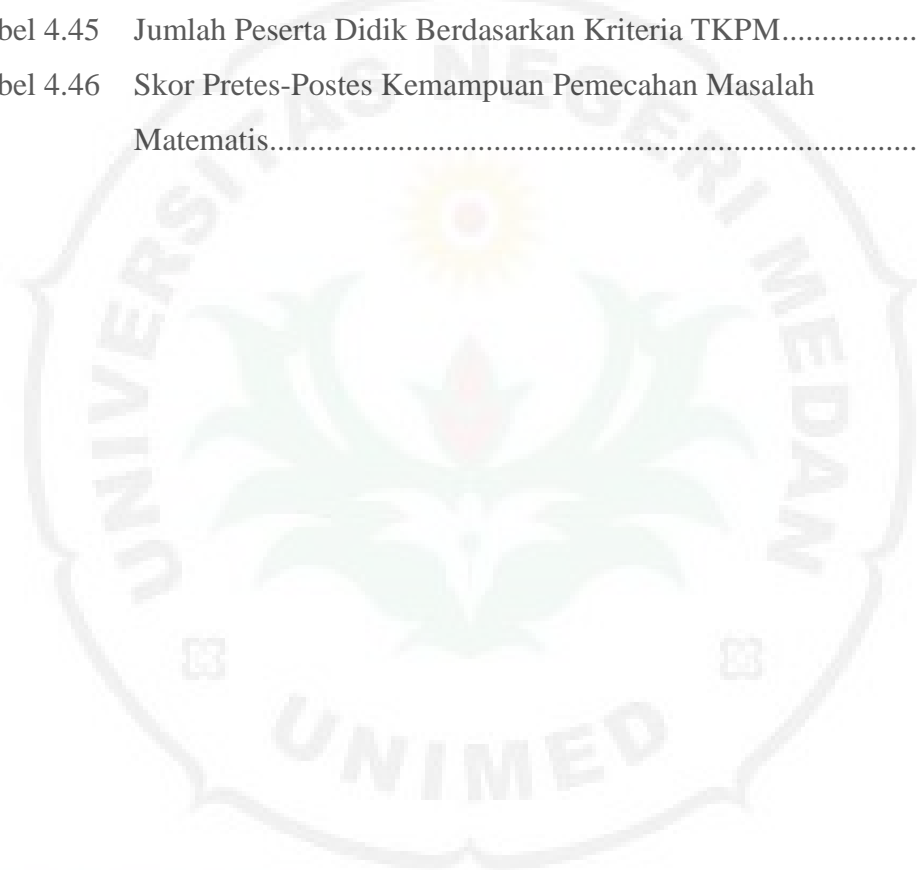 bel 4.45 Jumlah Peserta Didik Berdasarkan Kriteria TKPM.................
bel 4.46 Skor Pretes-Postes Kemampuan Pemecahan Masalah
Matematis................................................................................
UNIVERSITAS NEGERI MEDAN
UNIMED